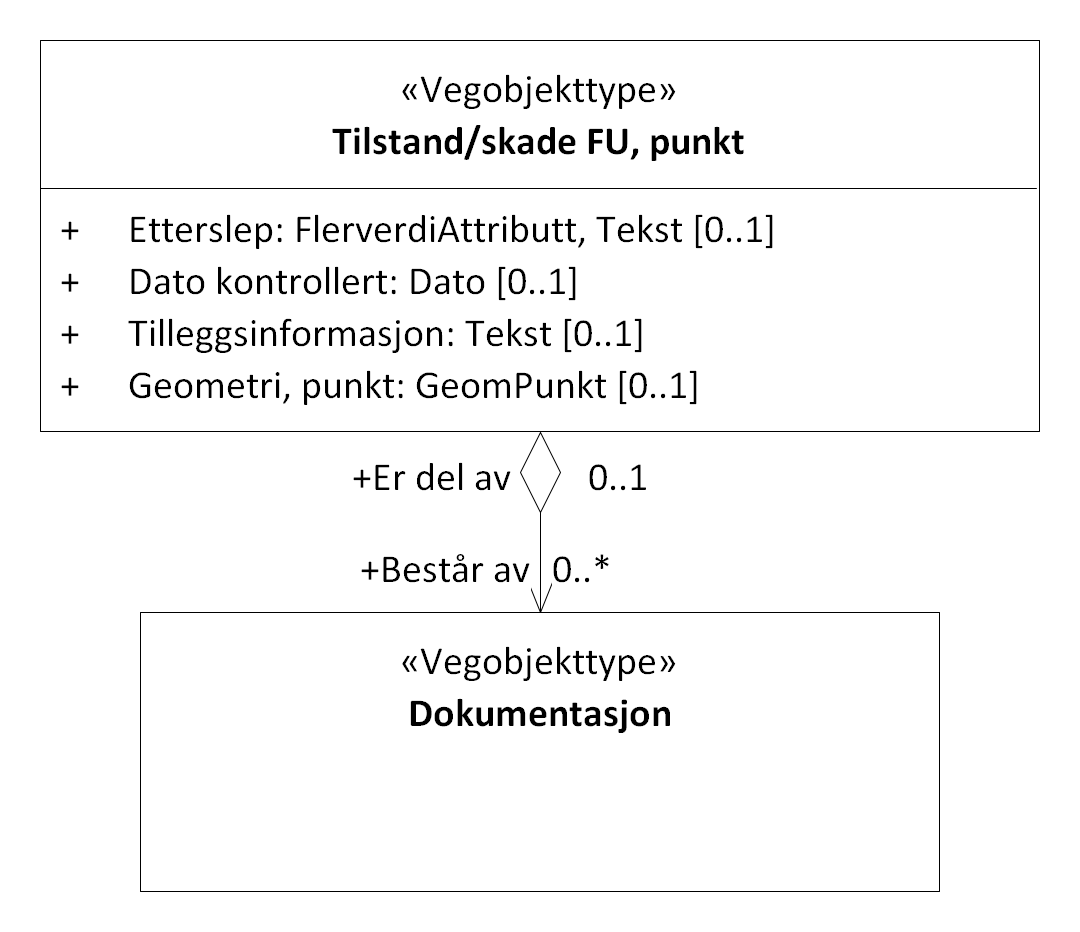 «Vegobjekttype»
Tilstand/skade FU, punkt
+ Etterslep: FlerverdiAttributt, Tekst [0..1]
+ Dato kontrollert: Dato [0..1]
+ Tilleggsinformasjon: Tekst [0..1]
+ Geometri, punkt: GeomPunkt [0..1]
+Er del av 0..1
+Består av 0..*
«Vegobjekttype»
Dokumentasjon